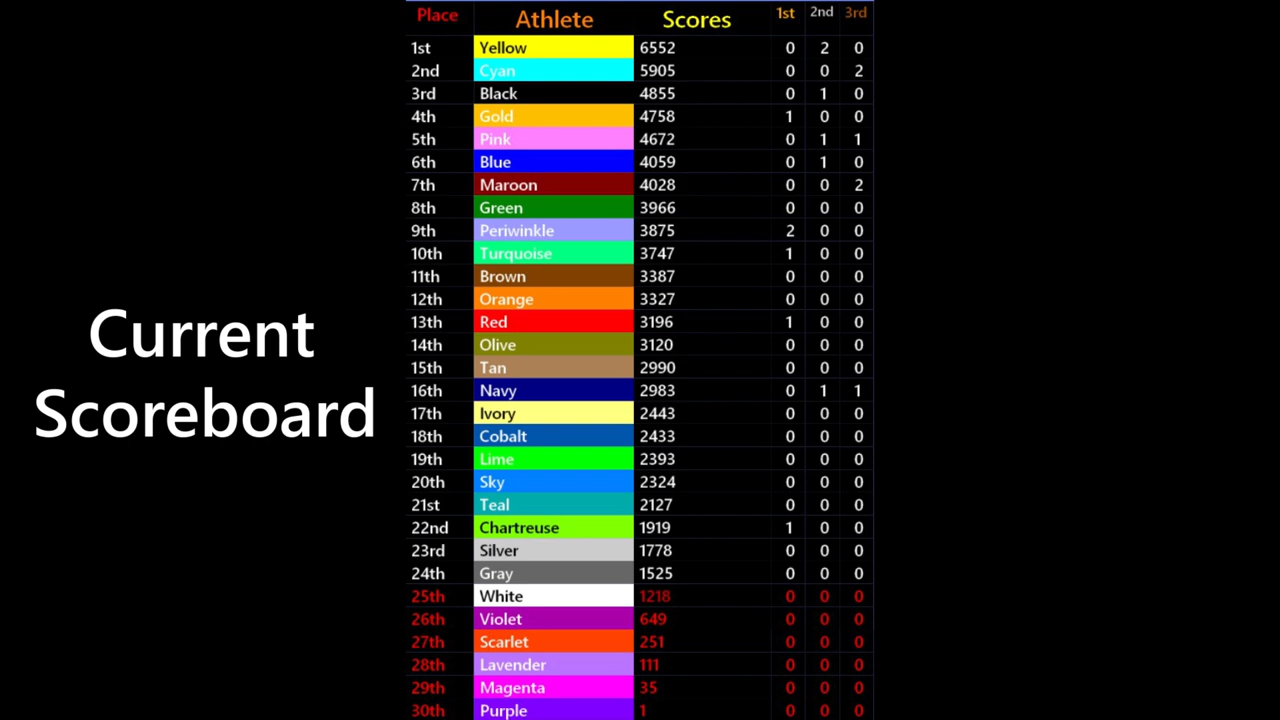 Current
Scoreboard
Place Athlete Scores 1st 2nd 3rd
1st Yellow 6552 0 2 0
2nd Cyan 5905 0 0 2
3rd Black 4855 0 1 0
4th Gold 4758 1 0 0
5th Pink 4672 0 1 1
6th Blue 4059 0 1 0
7th Maroon 4028 0 0 2
8th Green 3966 0 0 0
9th Periwinkle 3875 2 0 0
10th Turquoise 3747 1 0 0
11th Brown 3387 0 0 0
12th Orange 3327 0 0 0
13th Red 3196 1 0 0
14th Olive 3120 0 0 0
15th Tan 2990 0 0 0
16th Navy 2983 0 1 1
17th Ivory 2443 0 0 0
18th Cobalt 2433 0 0 0
19th Lime 2393 0 0 0
20th Sky 2324 0 0 0
21st Teal 2127 0 0 0
22nd Chartreuse 1919 1 0 0
23rd Silver 1778 0 0 0
24th Gray 1525 0 0 0
25th White 1218 0 0 0
26th Violet 649 0 0 0
27th Scarlet 251 0 0 0
28th Lavender 111 0 0 0
29th Magenta 35 0 0 0
30th Purple 1 0 0 0